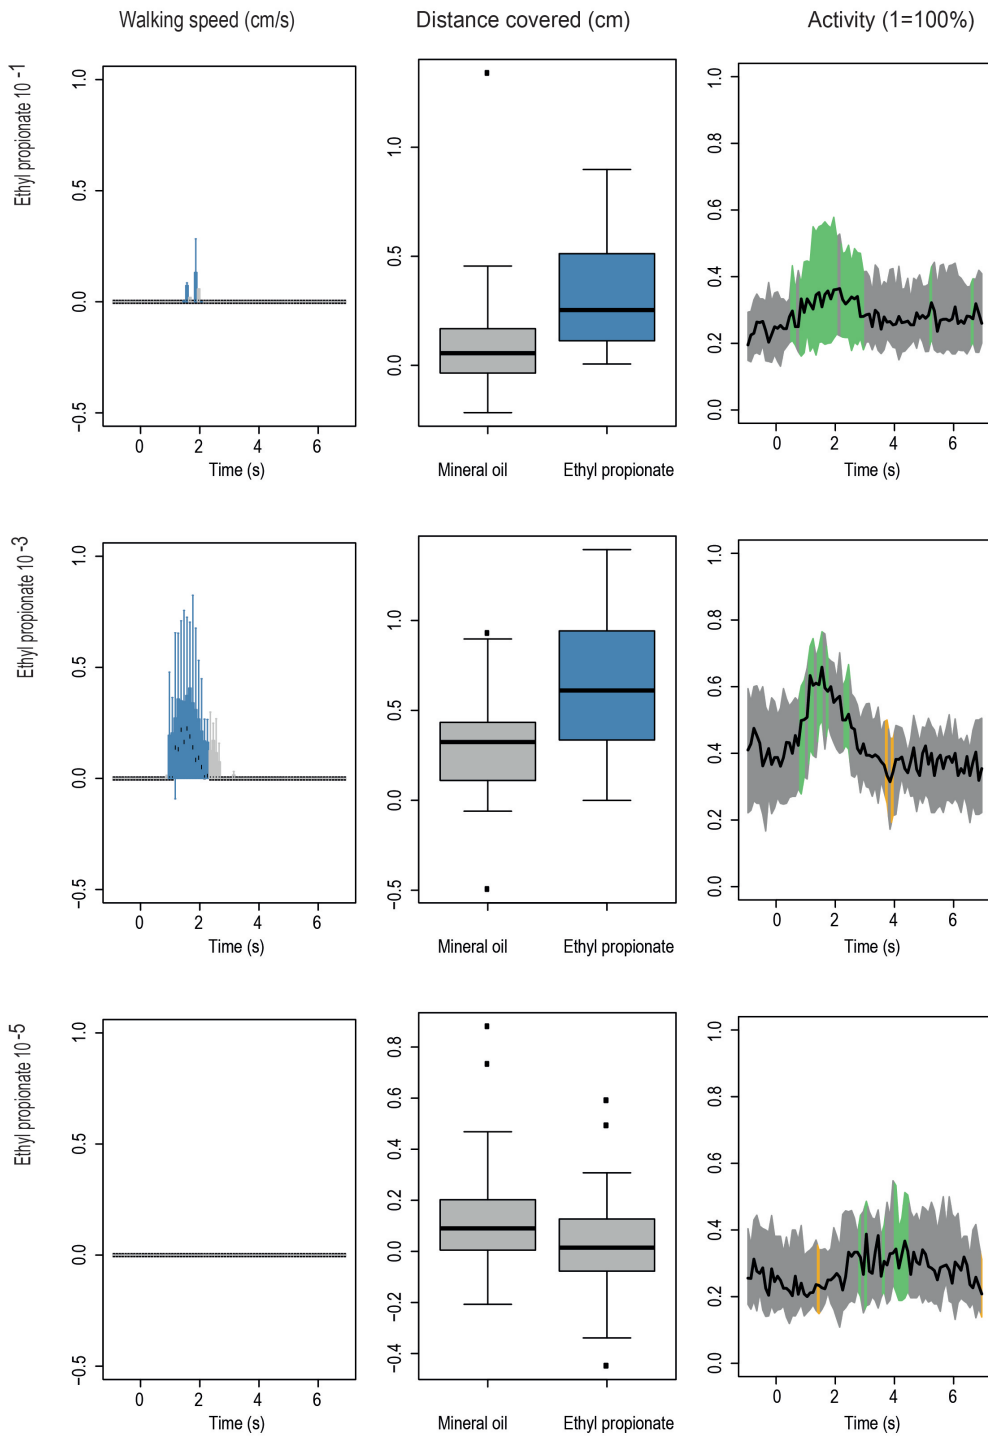 Walking speed (cm/s) Distance covered (cm) Activity (1=100%)
Ethyl propionate 10 -1
1.0
0.5
0.0
−0.5
0 2 4 6
Time (s)
1.0
0.5
0.0
Mineral oil Ethyl propionate
1.0
0.8
0.6
0.4
0.2
0.0
0 2 4 6
Time (s)
Ethyl propionate 10 -3
1.0
0.5
0.0
−0.5
0 2 4 6
Time (s)
1.0
0.5
0.0
−0.5
Mineral oil Ethyl propionate
1.0
0.8
0.6
0.4
0.2
0.0
0 2 4 6
Time (s)
Ethyl propionate 10 -5
1.0
0.5
0.0
−0.5
0 2 4 6
Time (s)
0.8
0.6
0.4
0.2
0.0
−0.2
−0.4
Mineral oil Ethyl propionate
1.0
0.8
0.6
0.4
0.2
0.0
0 2 4 6
Time (s)